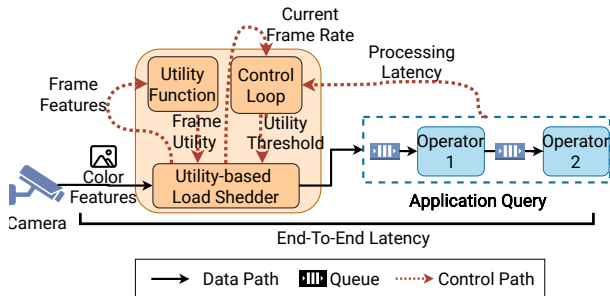 Current
Frame Rate
Processing
Latency
Frame
Features
Utility
Function
Control
Loop
Frame
Utility
Utility
Threshold
Operator
1
Operator
2
Color
Features
Utility-based
Load Shedder
Camera
Application Query
End-To-End Latency
Data Path
Queue
Control Path